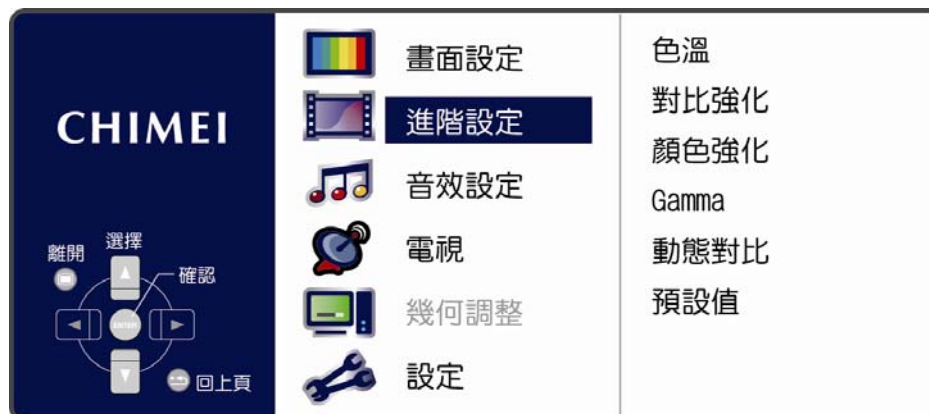 CHIMEI
離開
選擇
確認
ENTER
回上頁
畫面設定
進階設定
音效設定
電視
幾何調整
設定
色溫
對比強化
顏色強化
Gamma
動態對比
預設值